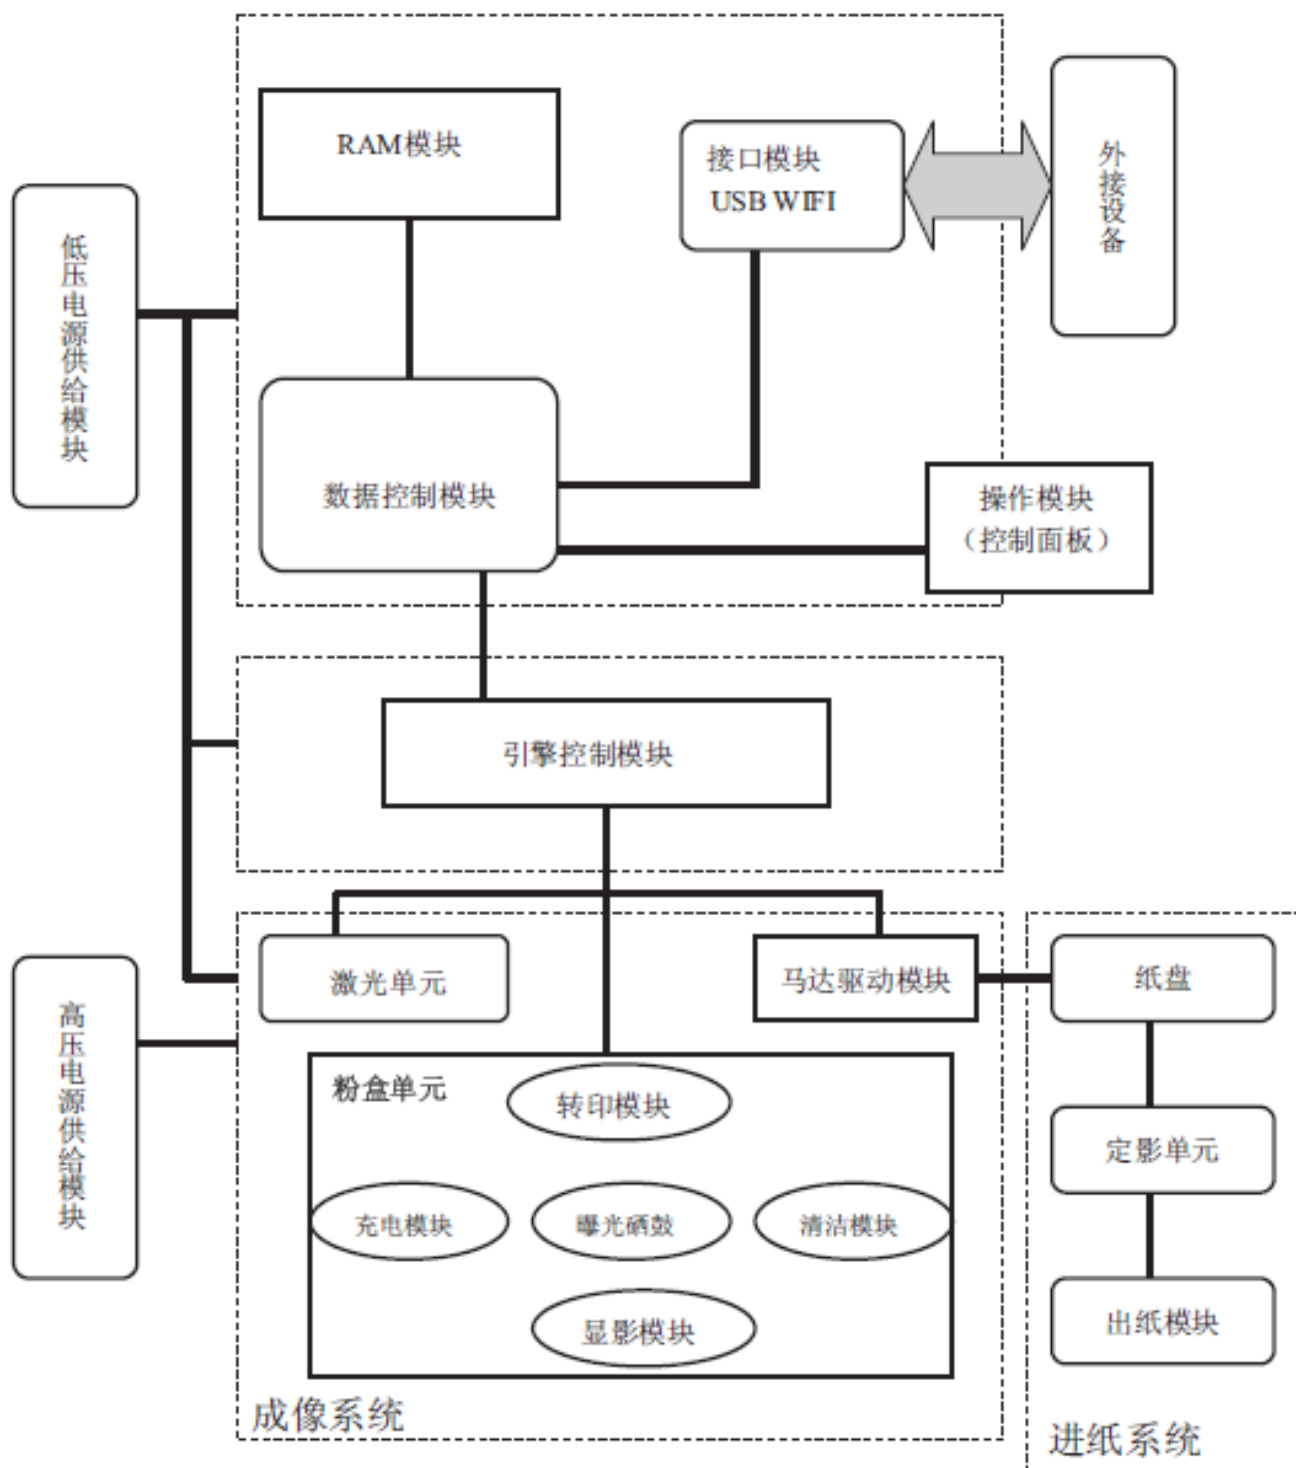 RAM模块
接口模块
USB WIFI
外接设备
低压电源供给模块
数据控制模块
操作模块
（控制面板）
引擎控制模块
激光单元
马达驱动模块
纸盘
高压电源供给模块
粉盒单元
转印模块
定影单元
充电模块
曝光硒鼓
清洁模块
显影模块
出纸模块
成像系统
进纸系统